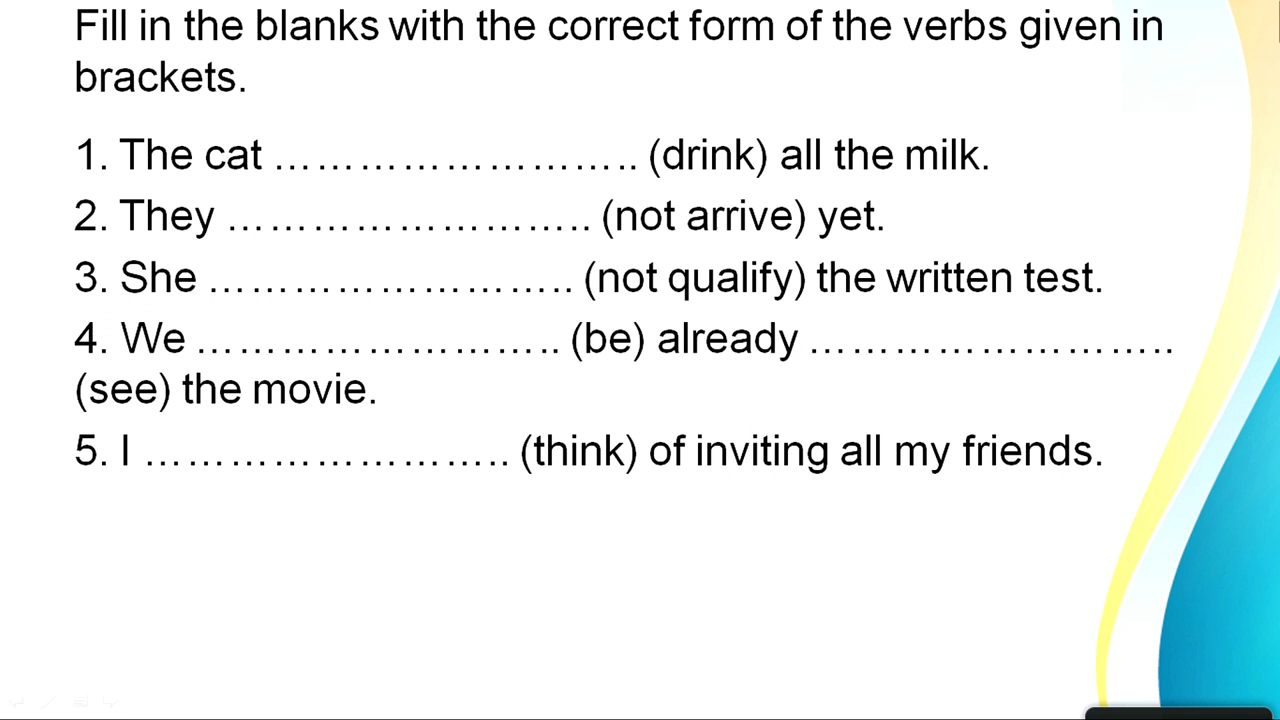 Fill in the blanks with the correct form of the verbs given in
brackets.
1. The cat …………………….. (drink) all the milk.
2. They …………………….. (not arrive) yet.
3. She …………………….. (not qualify) the written test.
4. We …………………….. (be) already ……………………..
(see) the movie.
5. I …………………….. (think) of inviting all my friends.